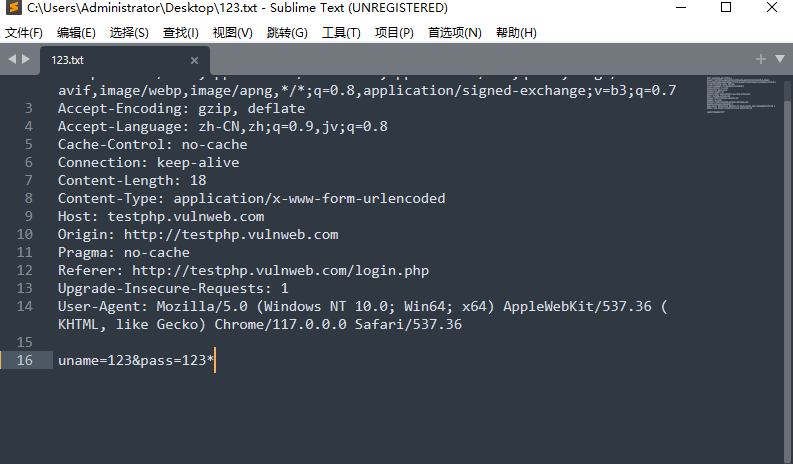 C:\Users\Administrator\Desktop\123.txt - Sublime Text (UNREGISTERED)
文件(F) 编辑(E) 选择(S) 查找(I) 视图(V) 跳转(G) 工具(T) 项目(P) 首选项(N) 帮助(H)
123.txt
avif,image/webp,image/apng,*/*;q=0.8,application/signed-exchange;v=b3;q=0.7
3 Accept-Encoding: gzip, deflate
4 Accept-Language: zh-CN,zh;q=0.9,jv;q=0.8
5 Cache-Control: no-cache
6 Connection: keep-alive
7 Content-Length: 18
8 Content-Type: application/x-www-form-urlencoded
9 Host: testphp.vulnweb.com
10 Origin: http://testphp.vulnweb.com
11 Pragma: no-cache
12 Referer: http://testphp.vulnweb.com/login.php
13 Upgrade-Insecure-Requests: 1
14 User-Agent: Mozilla/5.0 (Windows NT 10.0; Win64; x64) AppleWebKit/537.36 (
KHTML, like Gecko) Chrome/117.0.0.0 Safari/537.36
15
16 uname=123&pass=123*